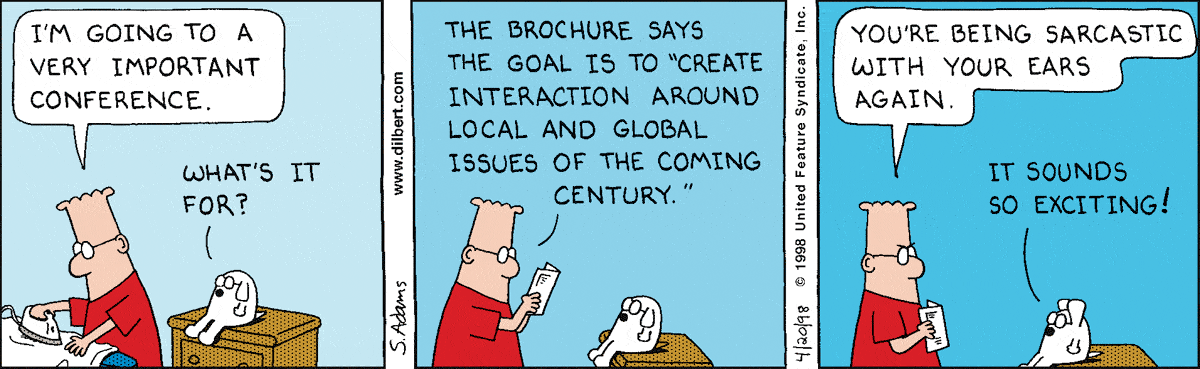 I'M GOING TO A
VERY IMPORTANT
CONFERENCE.
WHAT'S IT
FOR?
www.dilbert.com
S. Adams
THE BROCHURE SAYS
THE GOAL IS TO "CREATE
INTERACTION AROUND
LOCAL AND GLOBAL
ISSUES OF THE COMING
CENTURY."
4/20/98 © 1998 United Feature Syndicate, Inc.
YOU'RE BEING SARCASTIC
WITH YOUR EARS
AGAIN.
IT SOUNDS
SO EXCITING!